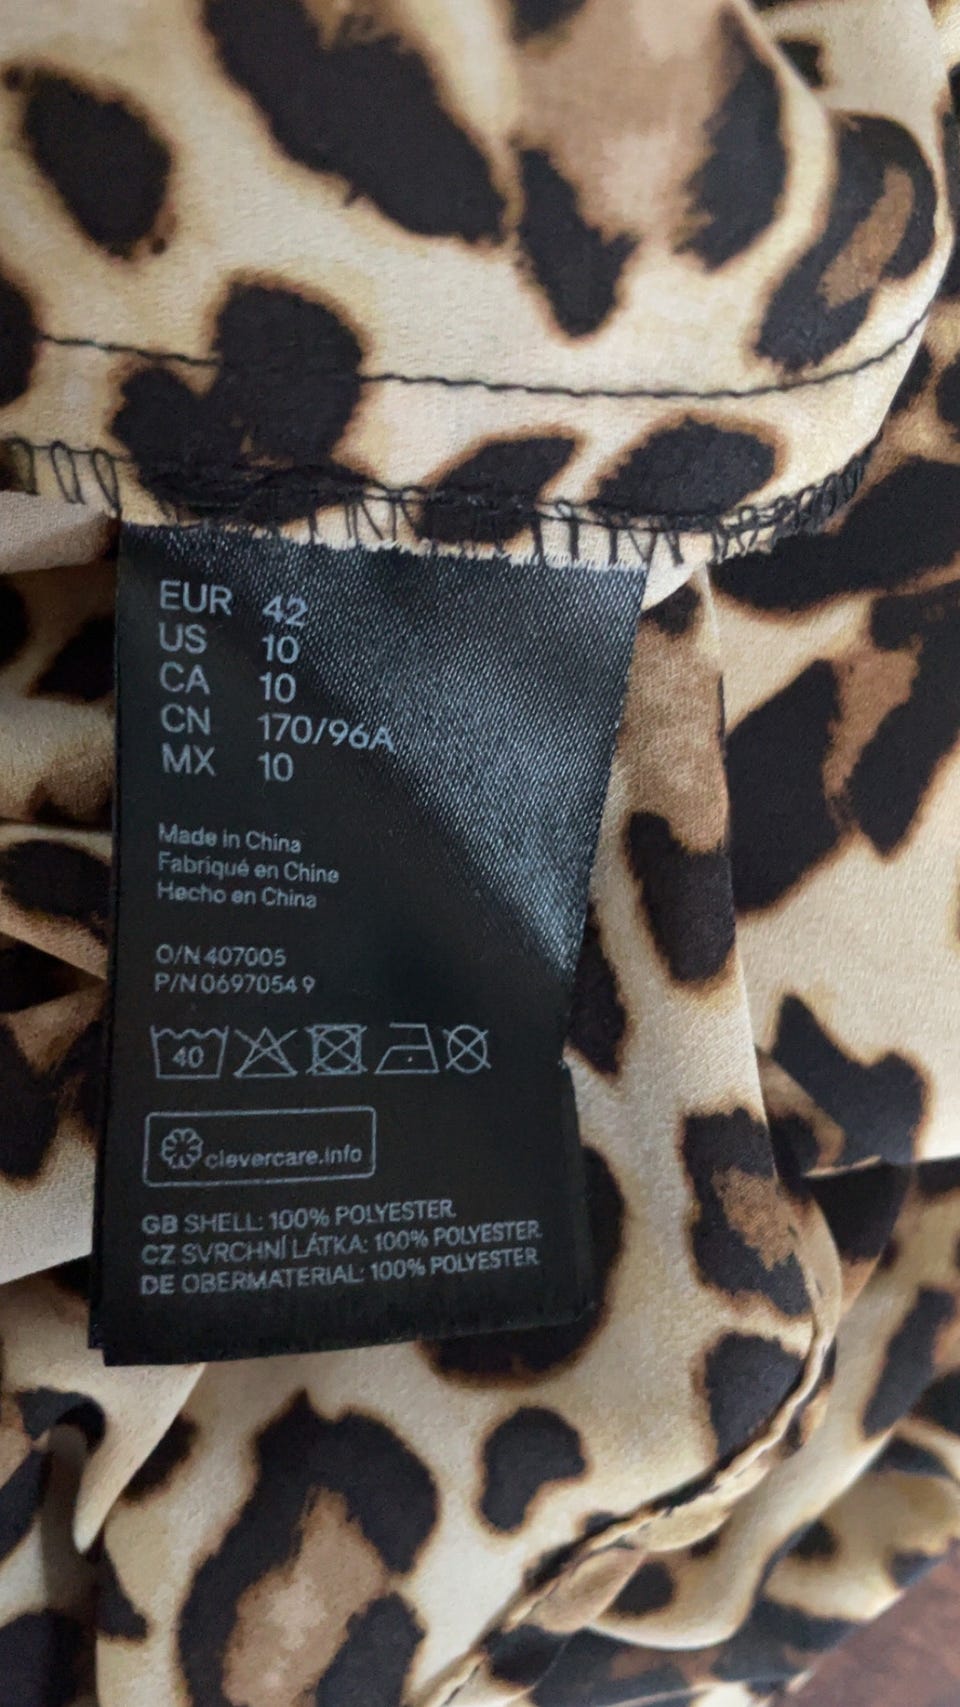 EUR 42
US 10
CA 10
CN 170/96A
MX 10
Made in China
Fabriqué en Chine
Hecho en China
O/N 407005
P/N 0697054 9
40
clevercare.info
GB SHELL: 100% POLYESTER
CZ SVRCHNÍ LÁTKA: 100% POLYESTER
DE OBERMATERIAL: 100% POLYESTER